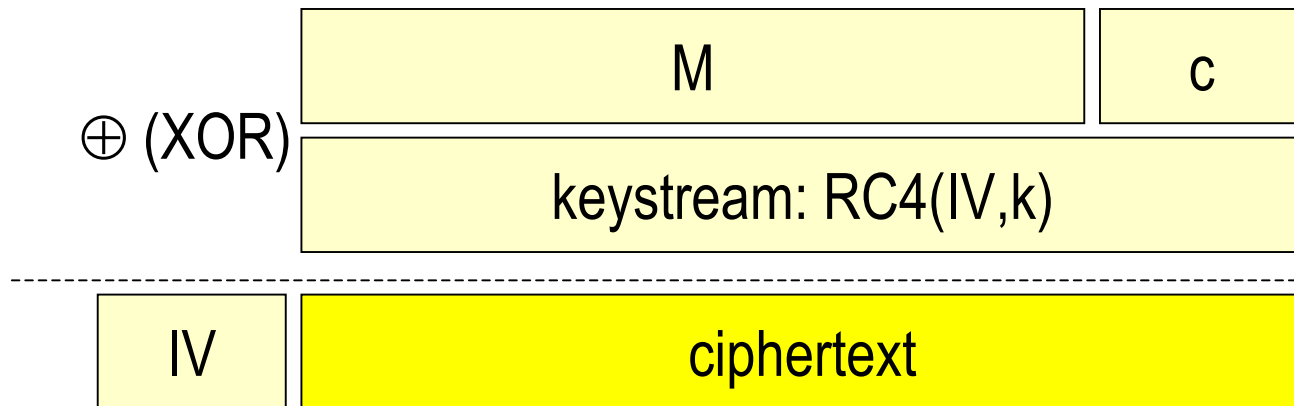 M
c
⊕ (XOR)
keystream: RC4(IV,k)
IV
ciphertext